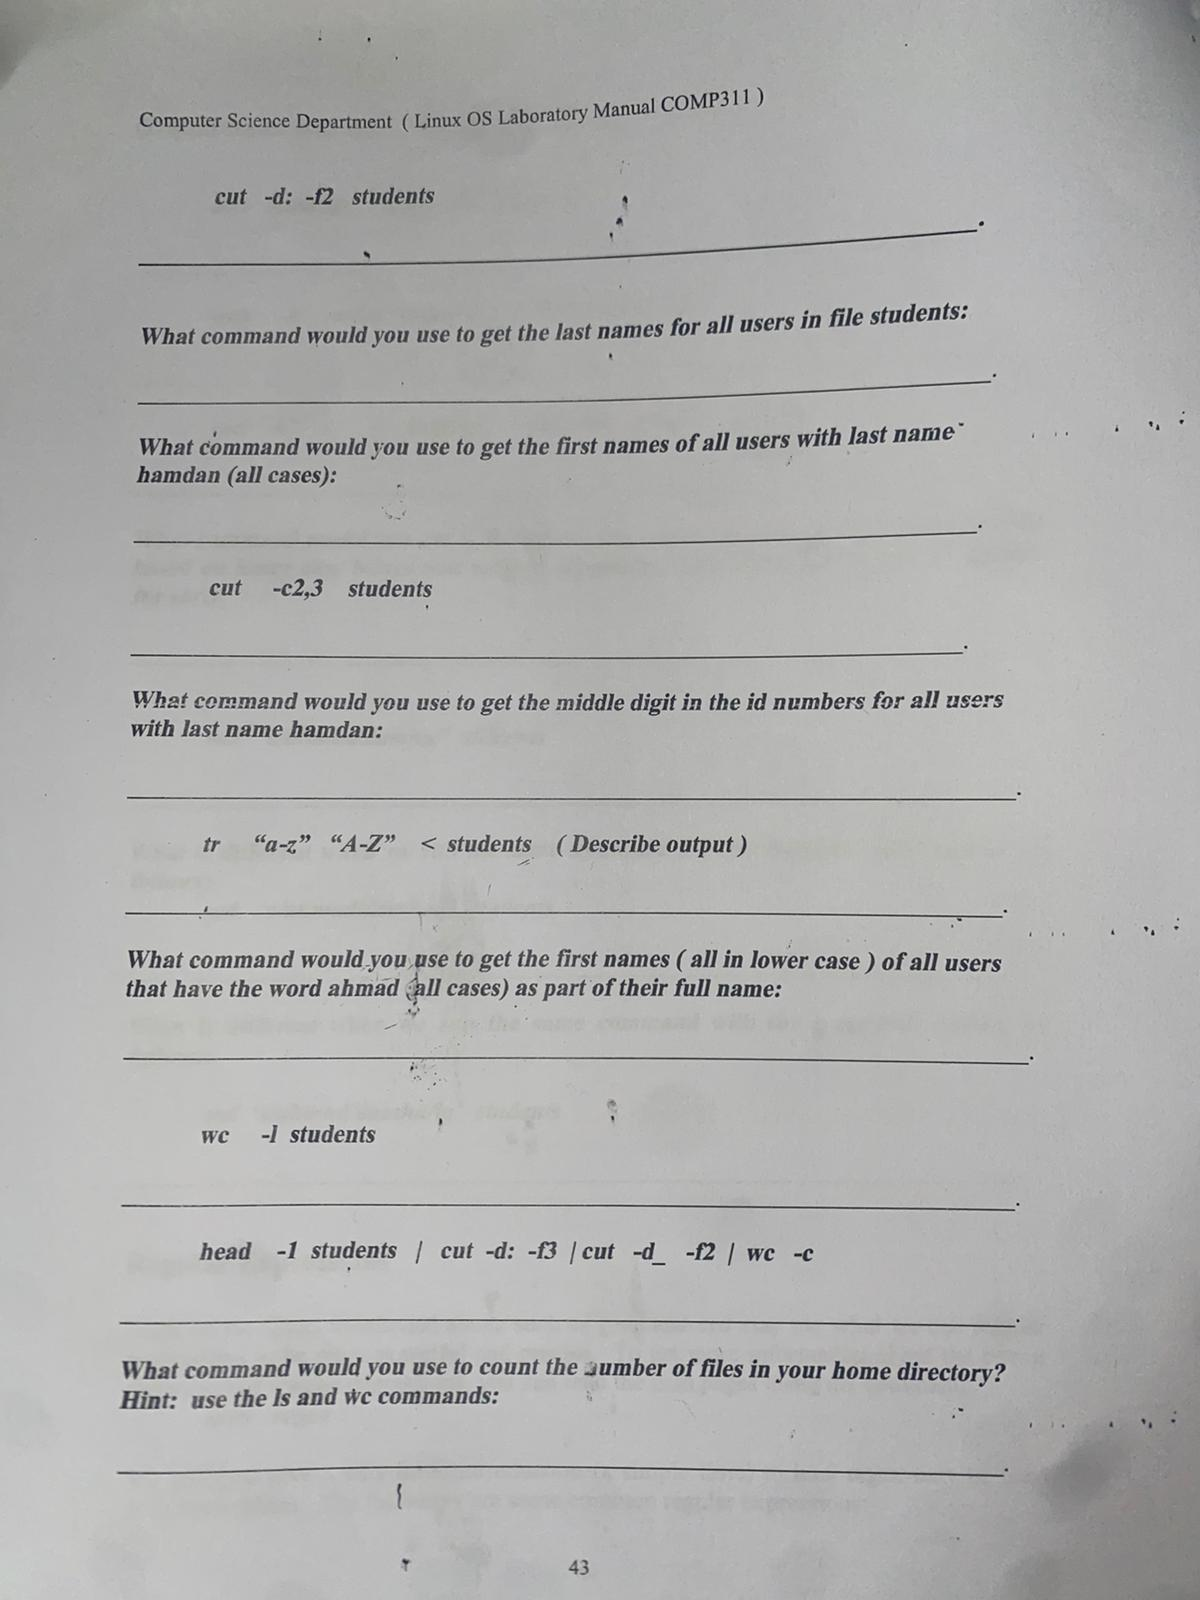 Computer Science Department ( Linux OS Laboratory Manual COMP311 )
cut -d: -f2 students
What command would you use to get the last names for all users in file students:
What command would you use to get the first names of all users with last name
hamdan (all cases):
cut -c2,3 students
What command would you use to get the middle digit in the id numbers for all users
with last name hamdan:
tr “a-z” “A-Z” < students ( Describe output )
What command would you use to get the first names ( all in lower case ) of all users
that have the word ahmad (all cases) as part of their full name:
wc -l students
head -1 students | cut -d: -f3 | cut -d_ -f2 | wc -c
What command would you use to count the number of files in your home directory?
Hint: use the ls and wc commands:
43